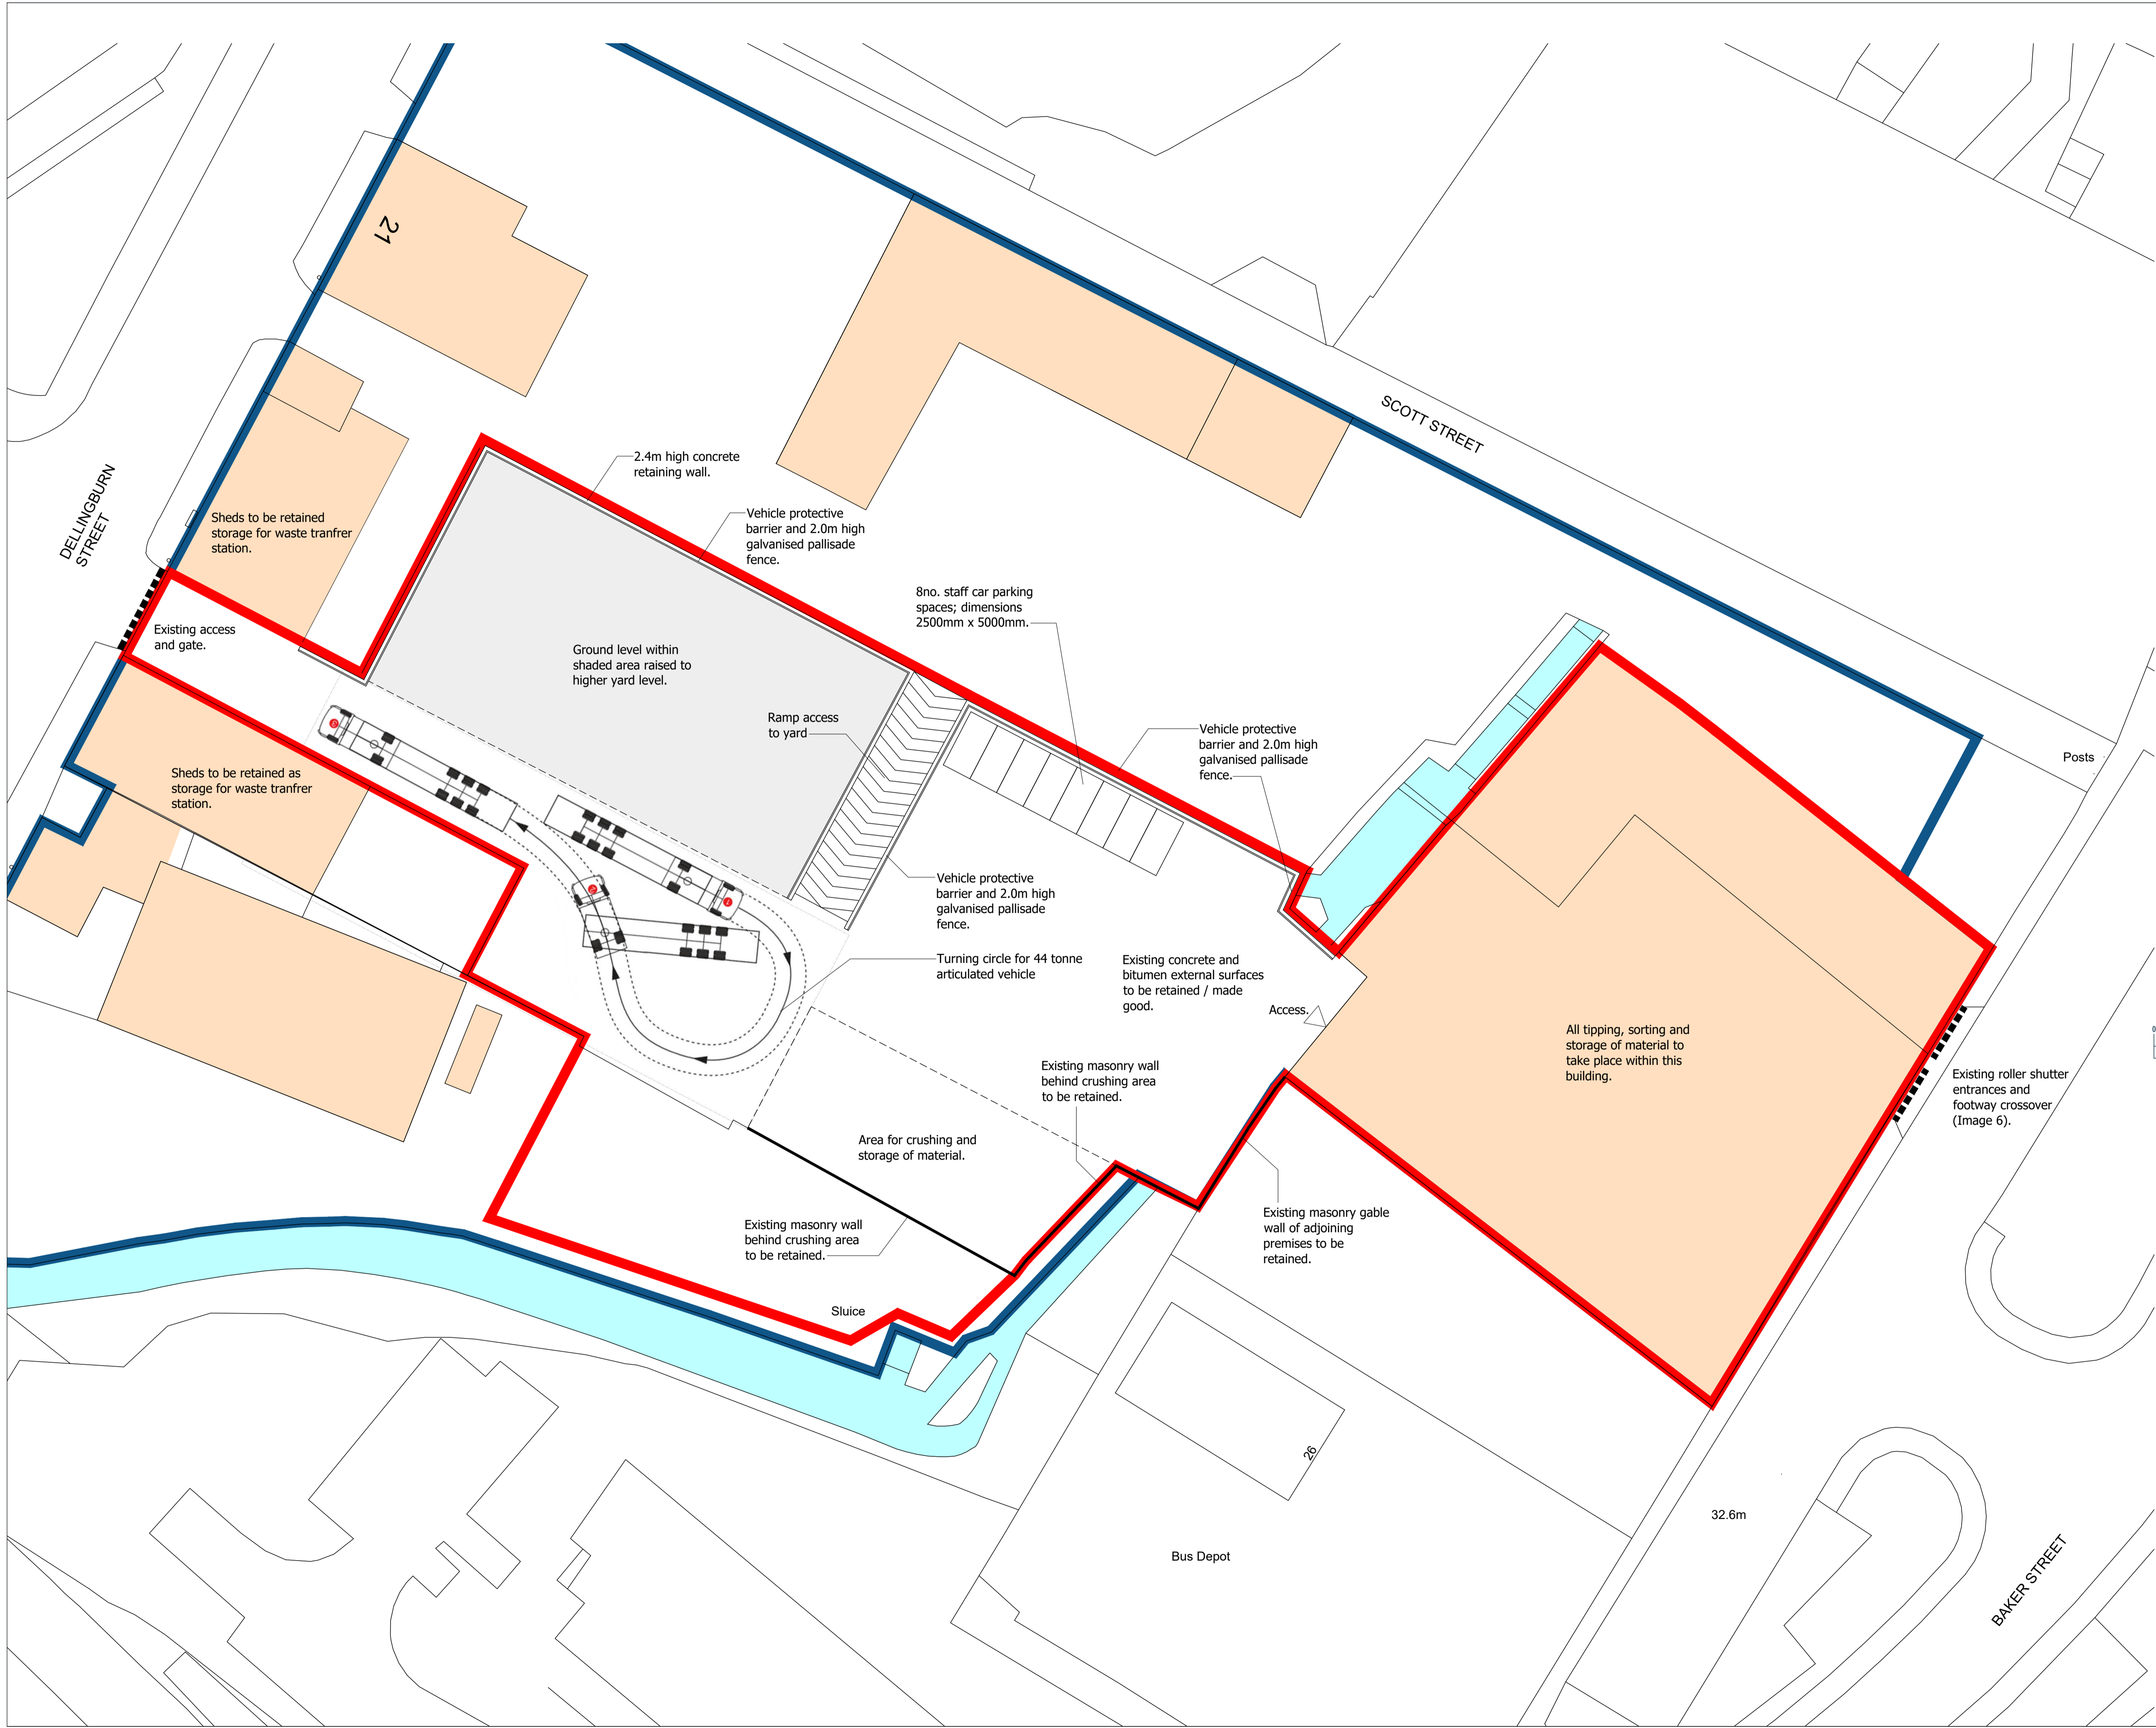 21
SCOTT STREET
2.4m high concrete
retaining wall.
Vehicle protective
barrier and 2.0m high
galvanised pallisade
fence.
DELLINGBURN
STREET
Sheds to be retained
storage for waste tranfrer
station.
8no. staff car parking
spaces; dimensions
2500mm x 5000mm.
Existing access
and gate.
Ground level within
shaded area raised to
higher yard level.
Ramp access
to yard
Vehicle protective
barrier and 2.0m high
galvanised pallisade
fence.
Posts
Sheds to be retained as
storage for waste tranfrer
station.
Vehicle protective
barrier and 2.0m high
galvanised pallisade
fence.
Turning circle for 44 tonne
articulated vehicle
Existing concrete and
bitumen external surfaces
to be retained / made
good.
Access.
All tipping, sorting and
storage of material to
take place within this
building.
Existing masonry wall
behind crushing area
to be retained.
Existing roller shutter
entrances and
footway crossover
(Image 6).
Area for crushing and
storage of material.
Existing masonry wall
behind crushing area
to be retained.
Existing masonry gable
wall of adjoining
premises to be
retained.
Sluice
26
32.6m
Bus Depot
BAKER STREET